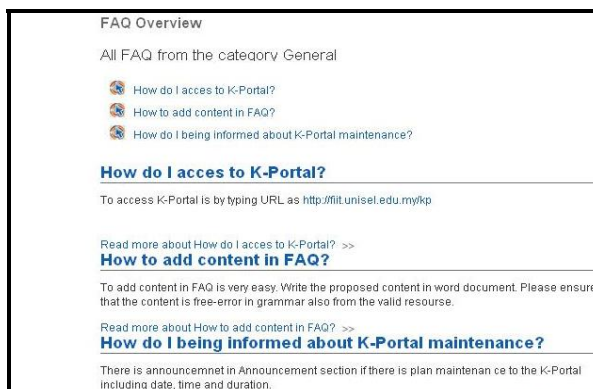 FAQ Overview
All FAQ from the category General
How do I acces to K-Portal?
How to add content in FAQ?
How do I being informed about K-Portal maintenance?
How do I acces to K-Portal?
To access K-Portal is by typing URL as http://fiit.unisel.edu.my/kp
Read more about How do I acces to K-Portal? >>
How to add content in FAQ?
To add content in FAQ is very easy. Write the proposed content in word document. Please ensure
that the content is free-error in grammar also from the valid resourse.
Read more about How to add content in FAQ? >>
How do I being informed about K-Portal maintenance?
There is announcemnet in Announcement section if there is plan maintenan ce to the K-Portal
including date, time and duration.